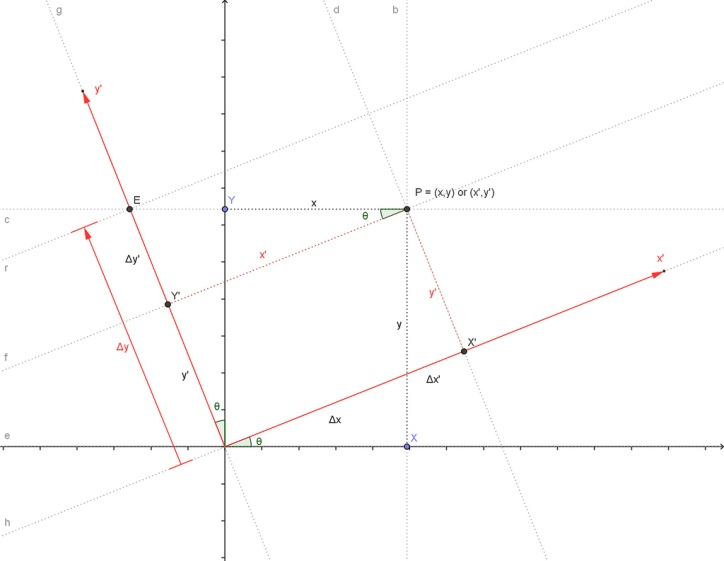 g
d
b
y'
E
Y
x
P = (x,y) or (x',y')
c
θ
Δy'
x'
x'
r
Y'
y'
y
Δy
X'
f
y'
Δx'
θ
Δx
e
θ
X
h